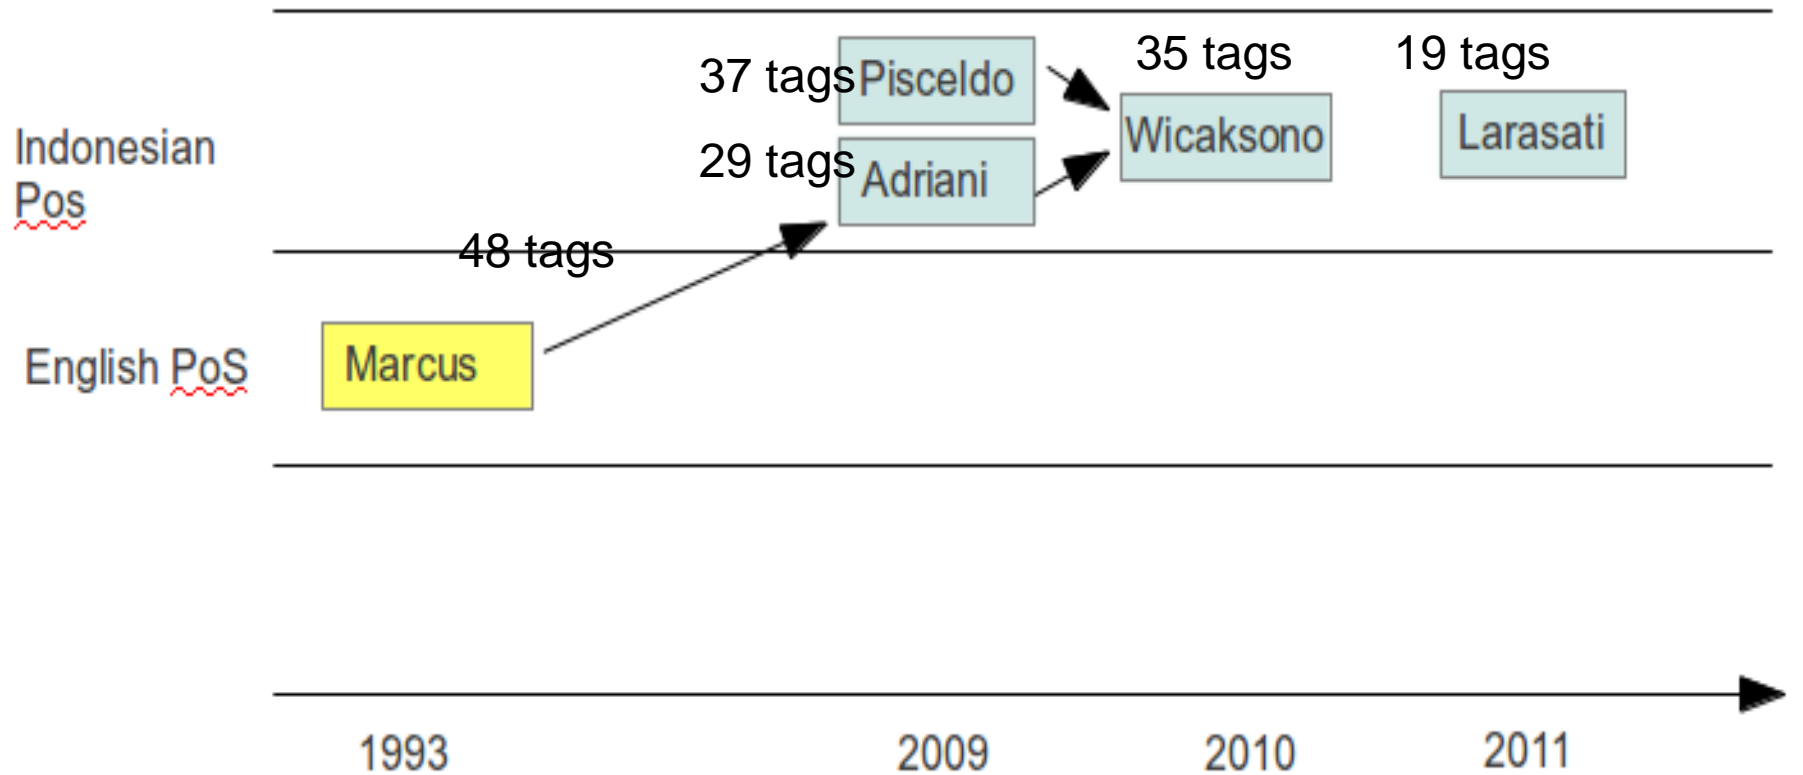 35 tags
19 tags
37 tags
Pisceldo
Wicaksono
Larasati
Indonesian
Pos
29 tags
Adriani
48 tags
English PoS
Marcus
1993
2009
2010
2011